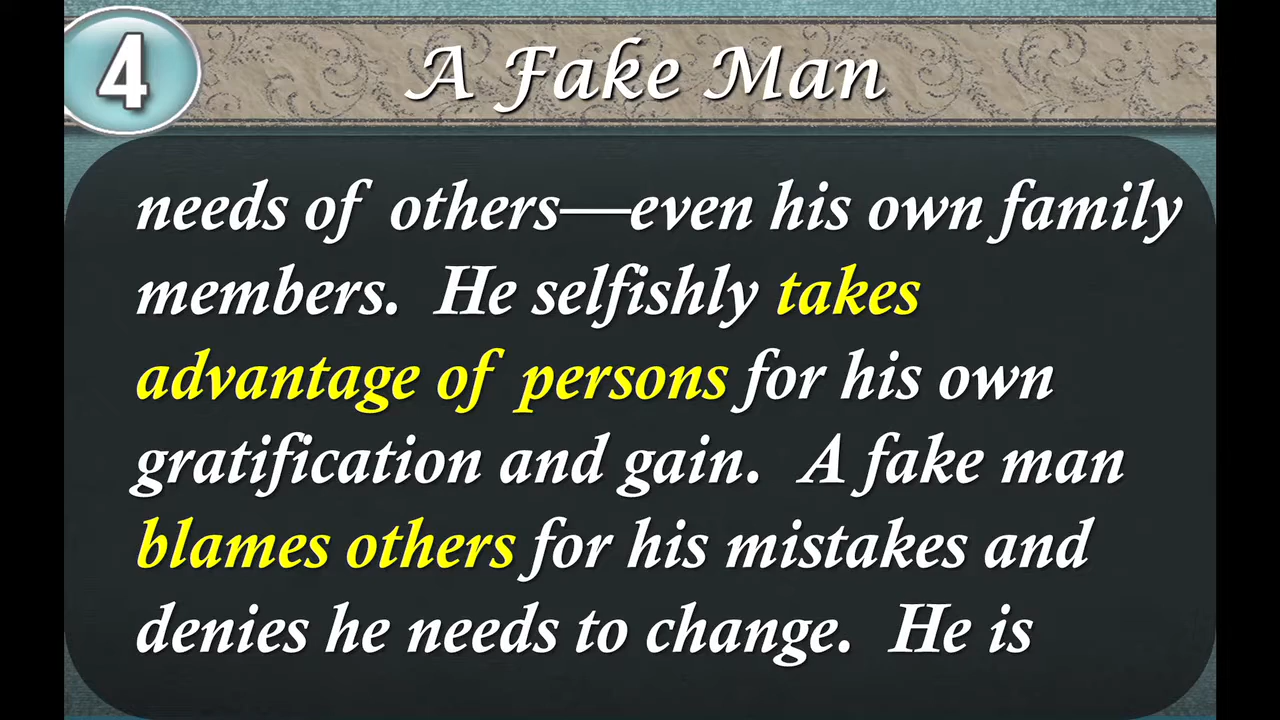 4
A Fake Man
needs of others—even his own family
members. He selfishly takes
advantage of persons for his own
gratification and gain. A fake man
blames others for his mistakes and
denies he needs to change. He is